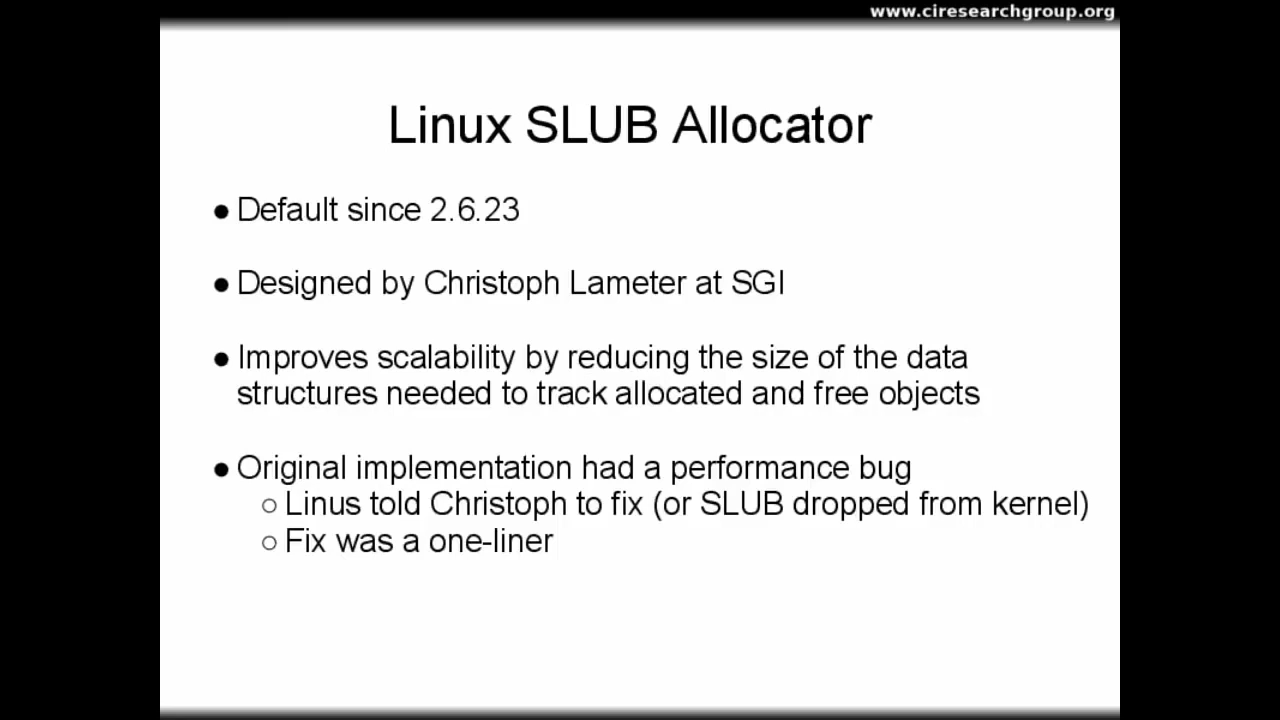 www.ciresearchgroup.org
Linux SLUB Allocator
● Default since 2.6.23
● Designed by Christoph Lameter at SGI
● Improves scalability by reducing the size of the data
structures needed to track allocated and free objects
● Original implementation had a performance bug
○ Linus told Christoph to fix (or SLUB dropped from kernel)
○ Fix was a one-liner